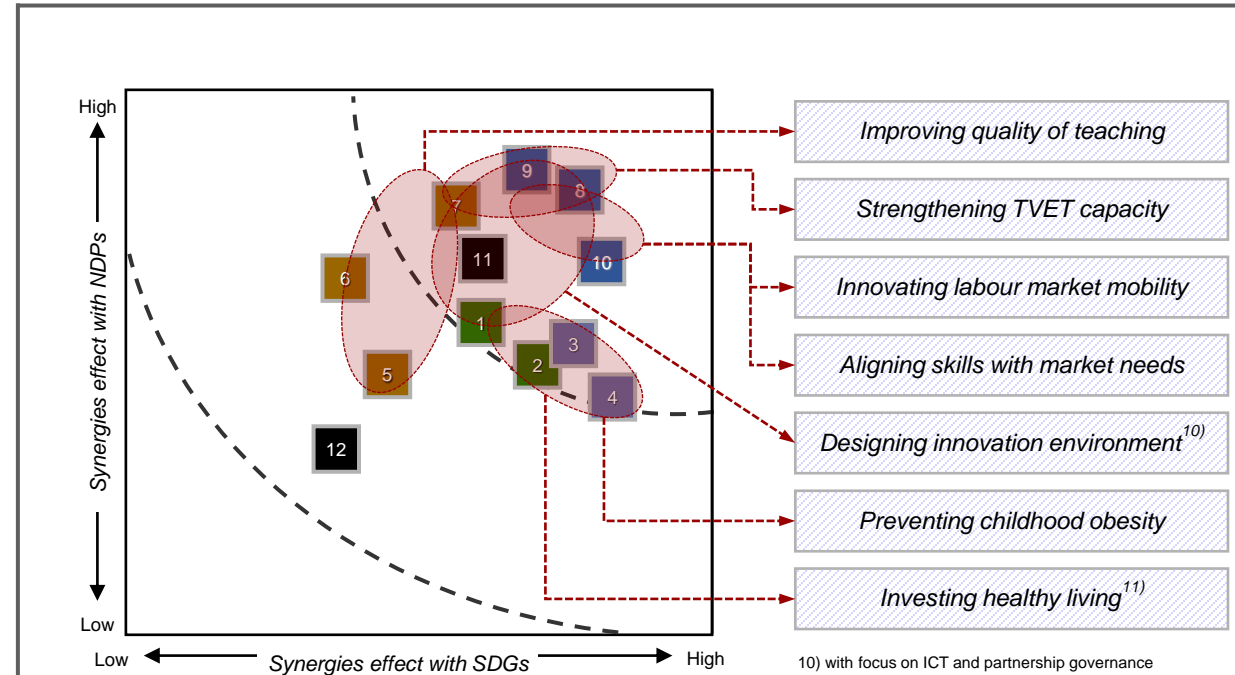 High
Synergies effect with NDPs
Low
Low
Synergies effect with SDGs
High
9
8
7
11
10
6
1
3
2
5
4
12
Improving quality of teaching
Strengthening TVET capacity
Innovating labour market mobility
Aligning skills with market needs
Designing innovation environment10)
Preventing childhood obesity
Investing healthy living11)
10) with focus on ICT and partnership governance